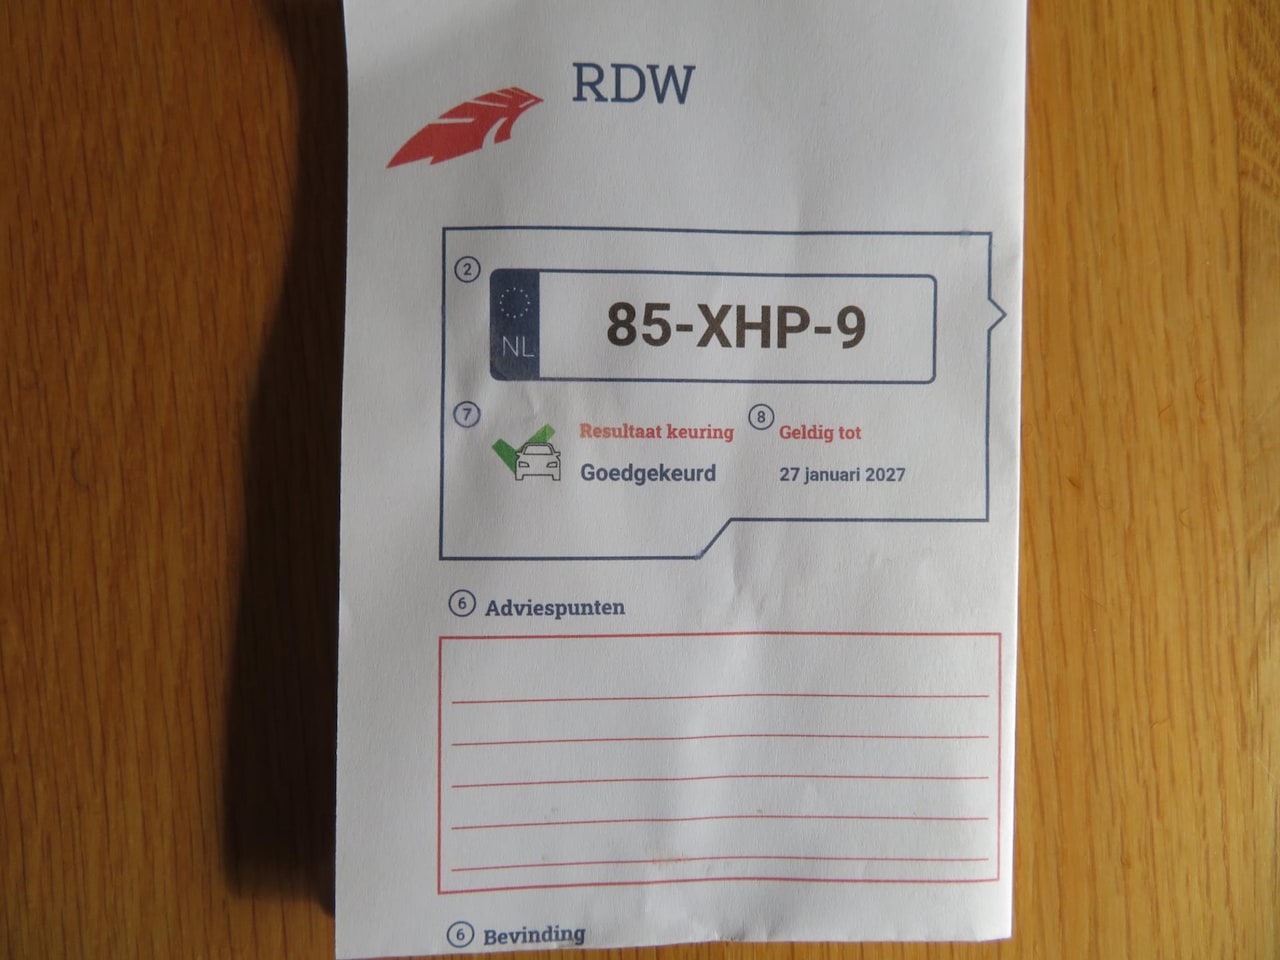 RDW
2
NL
85-XHP-9
7
Resultaat keuring
8
Geldig tot
Goedgekeurd
27 januari 2027
6 Adviespunten
6 Bevinding